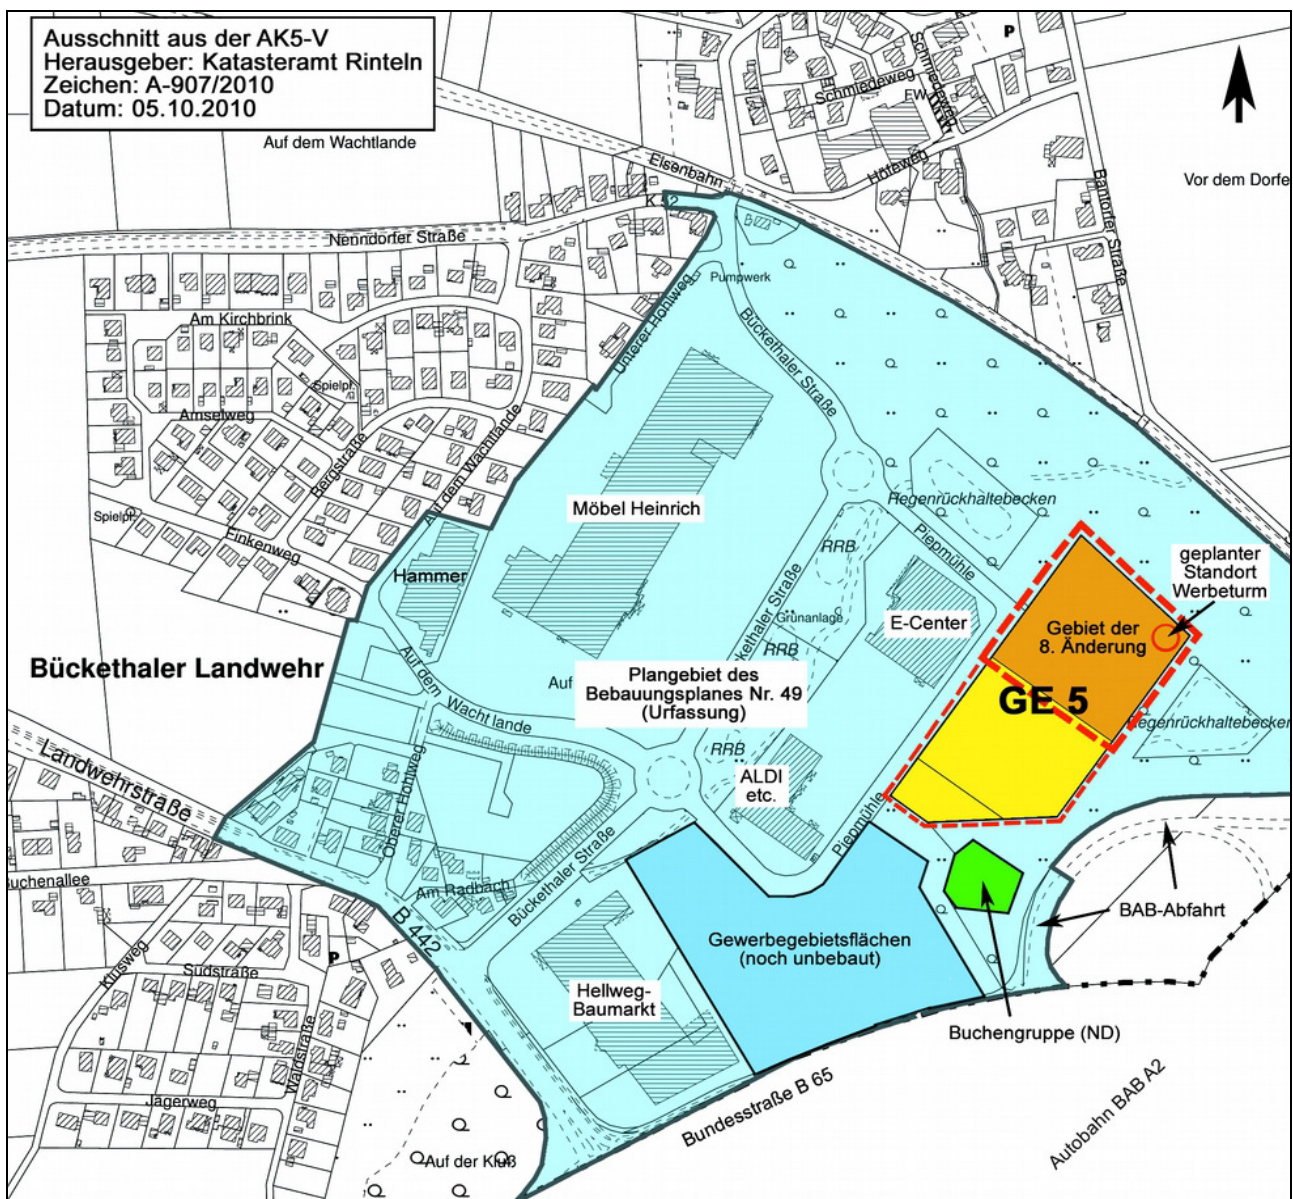 Ausschnitt aus der AK5-V
Herausgeber: Katasteramt Rinteln
Zeichen: A-907/2010
Datum: 05.10.2010
Auf dem Wachtlande
P
Schmiedeweg
Schmiedeweg
FW
Höfeweg
Eisenbahn
Bantorfer Straße
Vor dem Dorfe
Nenndorfer Straße
Pumpwerk
Unterer Hohlweg
Bückethaler Straße
Am Kirchbrink
Spielpl.
Amselweg
Bergstraße
Auf dem Wachtlande
Spielpl.
Finkenweg
Möbel Heinrich
Regenrückhaltebecken
RRB
Piepmühle
Hammer
geplanter
Standort
Werbeturm
Grünanlage
E-Center
Gebiet der
8. Änderung
RRB
Bückethaler Landwehr
Auf dem Wachtlande
Auf
Plangebiet des
Bebauungsplanes Nr. 49
(Urfassung)
GE 5
Regenrückhaltebecken
RRB
Landwehrstraße
Oberer Hohlweg
ALDI
etc.
Piepmühle
Bückethaler Straße
Buchenallee
Am Radbach
B 442
BAB-Abfahrt
Gewerbegebietsflächen
(noch unbebaut)
Klusweg
Südstraße
P
Hellweg-
Baumarkt
Buchengruppe (ND)
Waldstraße
Jägerweg
Bundesstraße B 65
Autobahn BAB A2
Auf der Kluß